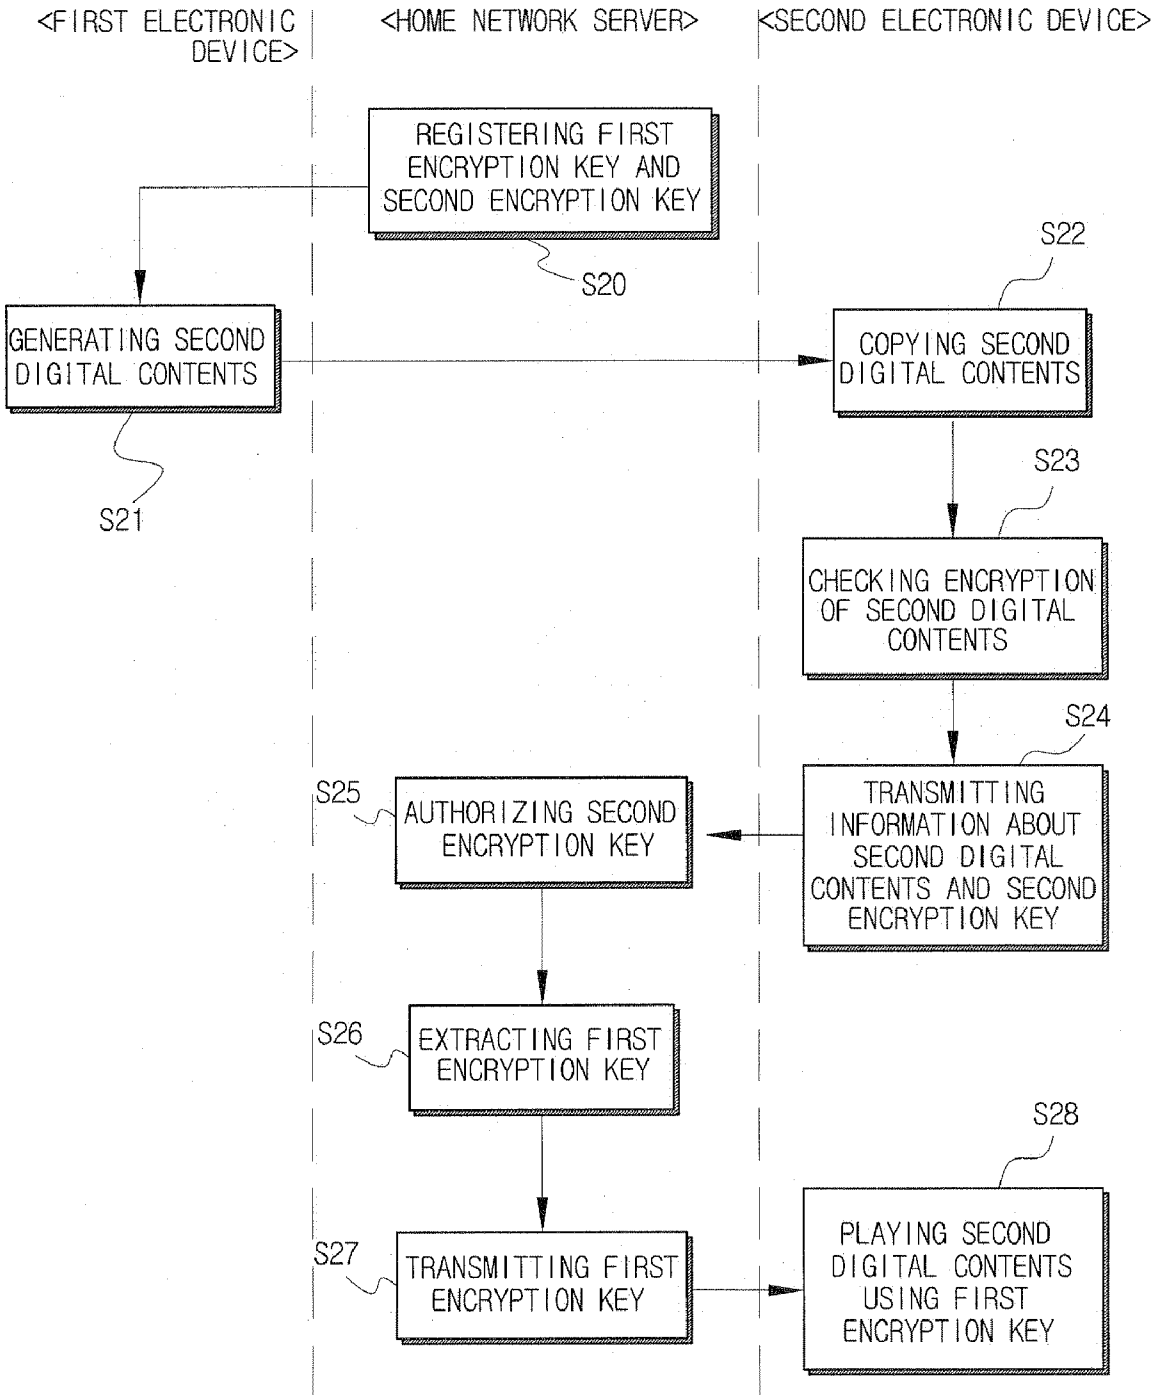 <FIRST ELECTRONIC
DEVICE>
<HOME NETWORK SERVER>
<SECOND ELECTRONIC DEVICE>
REGISTERING FIRST
ENCRYPTION KEY AND
SECOND ENCRYPTION KEY
S20
GENERATING SECOND
DIGITAL CONTENTS
S21
S22
COPYING SECOND
DIGITAL CONTENTS
S23
CHECKING ENCRYPTION
OF SECOND DIGITAL
CONTENTS
S24
TRANSMITTING
INFORMATION ABOUT
SECOND DIGITAL
CONTENTS AND SECOND
ENCRYPTION KEY
S25
AUTHORIZING SECOND
ENCRYPTION KEY
S26
EXTRACTING FIRST
ENCRYPTION KEY
S27
TRANSMITTING FIRST
ENCRYPTION KEY
S28
PLAYING SECOND
DIGITAL CONTENTS
USING FIRST
ENCRYPTION KEY